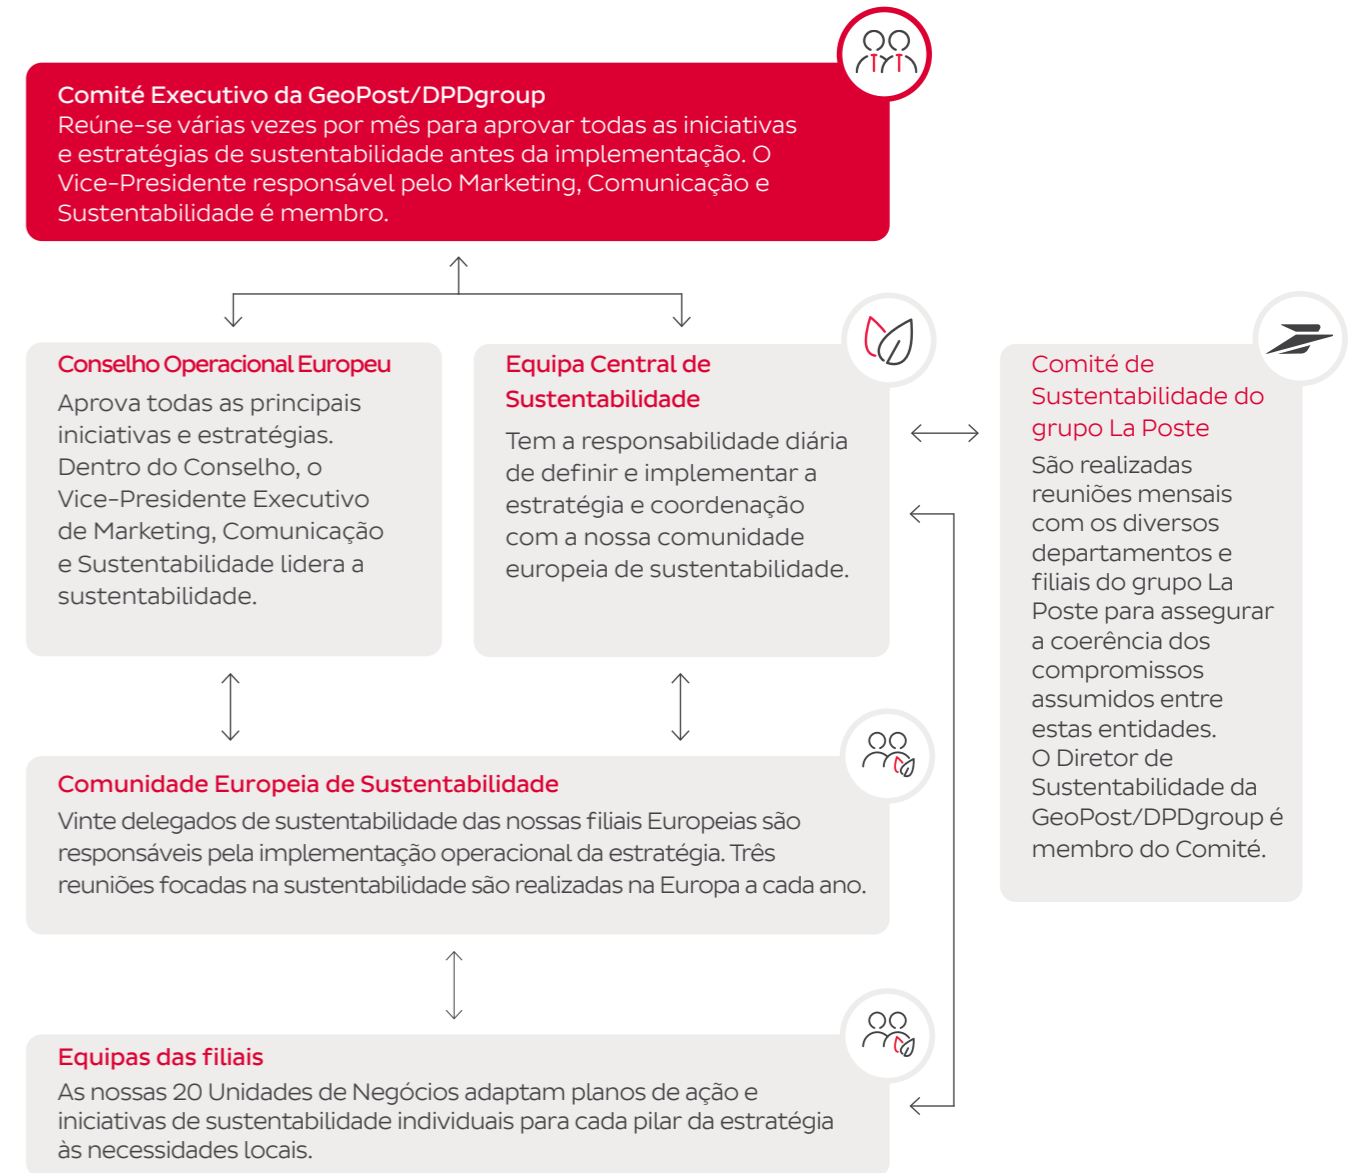 Comité Executivo da GeoPost/DPDgroup
Reúne-se várias vezes por mês para aprovar todas as iniciativas
e estratégias de sustentabilidade antes da implementação. O
Vice-Presidente responsável pelo Marketing, Comunicação e
Sustentabilidade é membro.
Conselho Operacional Europeu
Aprova todas as principais
iniciativas e estratégias.
Dentro do Conselho, o
Vice-Presidente Executivo
de Marketing, Comunicação
e Sustentabilidade lidera a
sustentabilidade.
Equipa Central de
Sustentabilidade
Tem a responsabilidade diária
de definir e implementar a
estratégia e coordenação
com a nossa comunidade
europeia de sustentabilidade.
Comité de
Sustentabilidade do
grupo La Poste
São realizadas
reuniões mensais
com os diversos
departamentos e
filiais do grupo La
Poste para assegurar
a coerência dos
compromissos
assumidos entre
estas entidades.
O Diretor de
Sustentabilidade da
GeoPost/DPDgroup é
membro do Comité.
Comunidade Europeia de Sustentabilidade
Vinte delegados de sustentabilidade das nossas filiais Europeias são
responsáveis pela implementação operacional da estratégia. Três
reuniões focadas na sustentabilidade são realizadas na Europa a cada ano.
Equipas das filiais
As nossas 20 Unidades de Negócios adaptam planos de ação e
iniciativas de sustentabilidade individuais para cada pilar da estratégia
às necessidades locais.